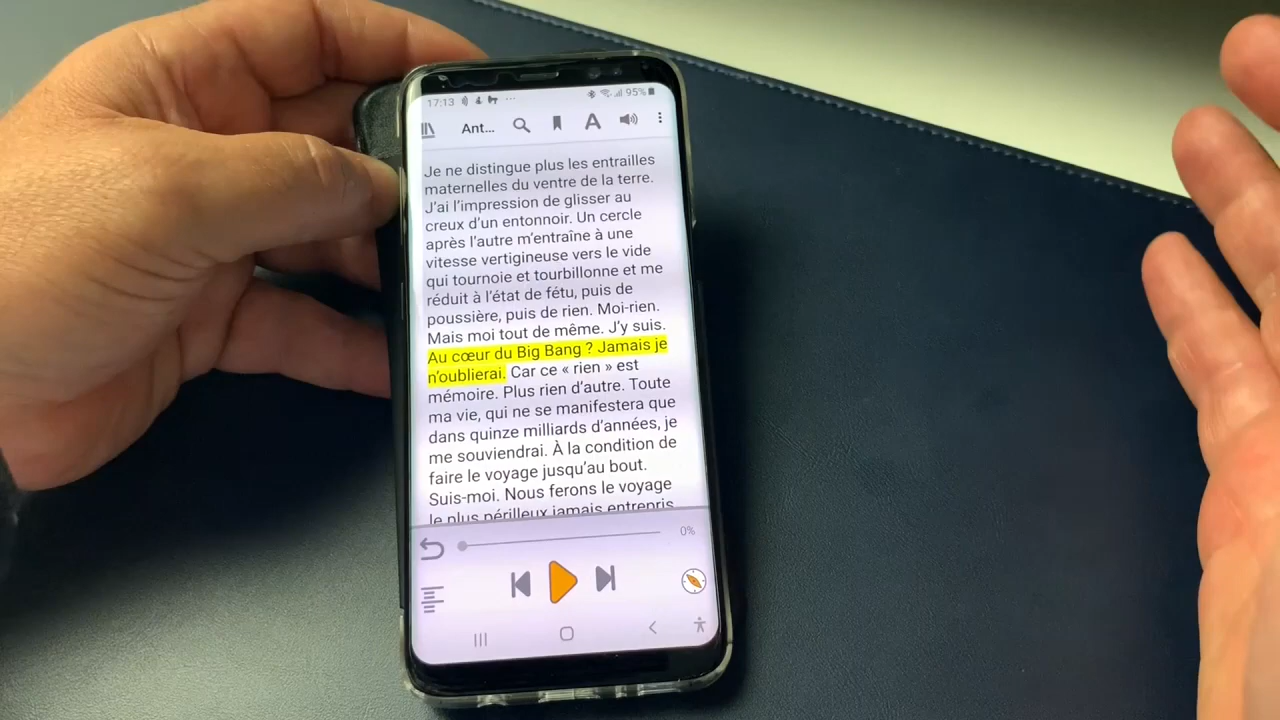 17:13 95%
Ant... A
Je ne distingue plus les entrailles
maternelles du ventre de la terre.
J'ai l'impression de glisser au
creux d'un entonnoir. Un cercle
après l'autre m'entraîne à une
vitesse vertigineuse vers le vide
qui tournoie et tourbillonne et me
réduit à l'état de fétu, puis de
poussière, puis de rien. Moi-rien.
Mais moi tout de même. J'y suis.
Au cœur du Big Bang ? Jamais je
n'oublierai. Car ce « rien » est
mémoire. Plus rien d'autre. Toute
ma vie, qui ne se manifestera que
dans quinze milliards d'années, je
me souviendrai. À la condition de
faire le voyage jusqu'au bout.
Suis-moi. Nous ferons le voyage
le plus périlleux jamais entrepris
0%